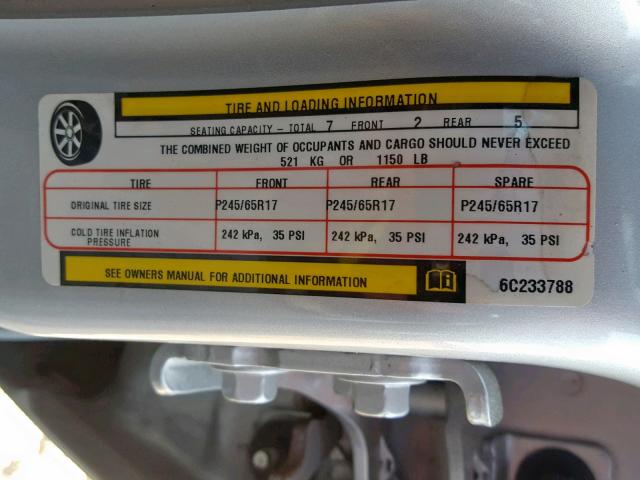 TIRE AND LOADING INFORMATION
SEATING CAPACITY - TOTAL 7 FRONT 2 REAR 5
THE COMBINED WEIGHT OF OCCUPANTS AND CARGO SHOULD NEVER EXCEED
521 KG OR 1150 LB
TIRE FRONT REAR SPARE
ORIGINAL TIRE SIZE P245/65R17 P245/65R17 P245/65R17
COLD TIRE INFLATION
PRESSURE 242 kPa, 35 PSI 242 kPa, 35 PSI 242 kPa, 35 PSI
SEE OWNERS MANUAL FOR ADDITIONAL INFORMATION
6C233788